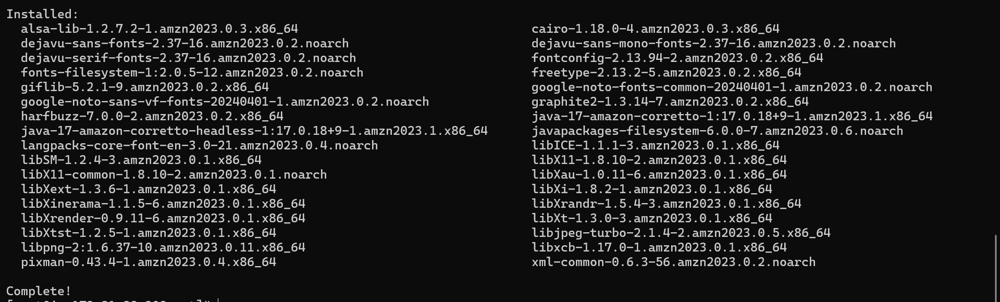 Installed:
alsa-lib-1.2.7.2-1.amzn2023.0.3.x86_64 cairo-1.18.0-4.amzn2023.0.3.x86_64
dejavu-sans-fonts-2.37-16.amzn2023.0.2.noarch dejavu-sans-mono-fonts-2.37-16.amzn2023.0.2.noarch
dejavu-serif-fonts-2.37-16.amzn2023.0.2.noarch fontconfig-2.13.94-2.amzn2023.0.2.x86_64
fonts-filesystem-1:2.0.5-12.amzn2023.0.2.noarch freetype-2.13.2-5.amzn2023.0.2.x86_64
giflib-5.2.1-9.amzn2023.0.2.x86_64 google-noto-fonts-common-20240401-1.amzn2023.0.2.noarch
google-noto-sans-vf-fonts-20240401-1.amzn2023.0.2.noarch graphite2-1.3.14-7.amzn2023.0.2.x86_64
harfbuzz-7.0.0-2.amzn2023.0.2.x86_64 java-17-amazon-corretto-1:17.0.18+9-1.amzn2023.1.x86_64
java-17-amazon-corretto-headless-1:17.0.18+9-1.amzn2023.1.x86_64 javapackages-filesystem-6.0.0-7.amzn2023.0.6.noarch
langpacks-core-font-en-3.0-21.amzn2023.0.4.noarch libICE-1.1.1-3.amzn2023.0.1.x86_64
libSM-1.2.4-3.amzn2023.0.1.x86_64 libX11-1.8.10-2.amzn2023.0.1.x86_64
libX11-common-1.8.10-2.amzn2023.0.1.noarch libXau-1.0.11-6.amzn2023.0.1.x86_64
libXext-1.3.6-1.amzn2023.0.1.x86_64 libXi-1.8.2-1.amzn2023.0.1.x86_64
libXinerama-1.1.5-6.amzn2023.0.1.x86_64 libXrandr-1.5.4-3.amzn2023.0.1.x86_64
libXrender-0.9.11-6.amzn2023.0.1.x86_64 libXt-1.3.0-3.amzn2023.0.1.x86_64
libXtst-1.2.5-1.amzn2023.0.1.x86_64 libjpeg-turbo-2.1.4-2.amzn2023.0.5.x86_64
libpng-2:1.6.37-10.amzn2023.0.11.x86_64 libxcb-1.17.0-1.amzn2023.0.1.x86_64
pixman-0.43.4-1.amzn2023.0.4.x86_64 xml-common-0.6.3-56.amzn2023.0.2.noarch
Complete!